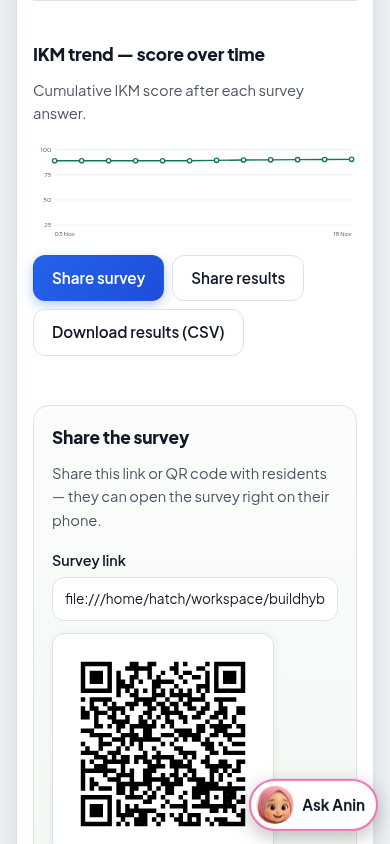 IKM trend — score over time
Cumulative IKM score after each survey
answer.
100
75
50
25
03 Nov
18 Nov
Share survey
Share results
Download results (CSV)
Share the survey
Share this link or QR code with residents
— they can open the survey right on their
phone.
Survey link
file:///home/hatch/workspace/buildhyb
Ask Anin